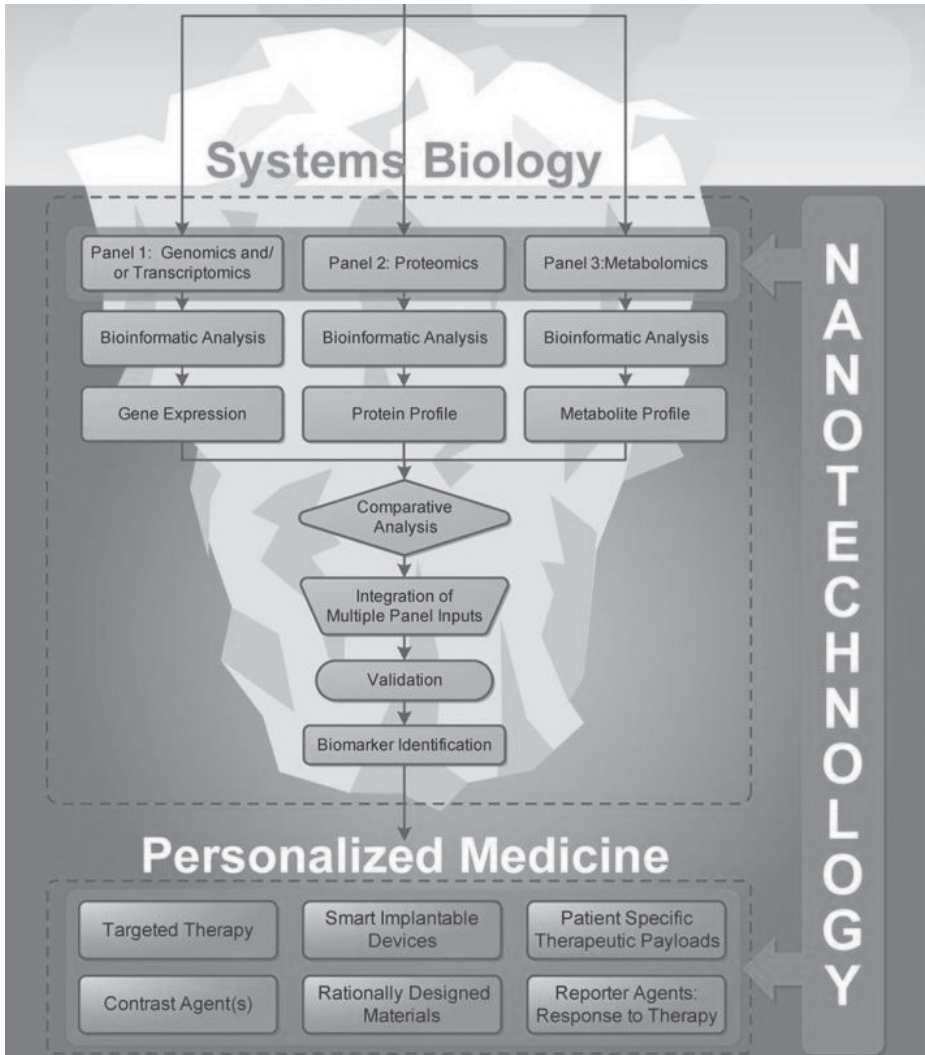 Systems Biology
Panel 1: Genomics and/
or Transcriptomics
Panel 2: Proteomics
Panel 3:Metabolomics
Bioinformatic Analysis
Bioinformatic Analysis
Bioinformatic Analysis
Gene Expression
Protein Profile
Metabolite Profile
Comparative
Analysis
Integration of
Multiple Panel Inputs
Validation
Biomarker Identification
Personalized Medicine
Targeted Therapy
Smart Implantable
Devices
Patient Specific
Therapeutic Payloads
Contrast Agent(s)
Rationally Designed
Materials
Reporter Agents:
Response to Therapy
NANOTECHNOLOGY